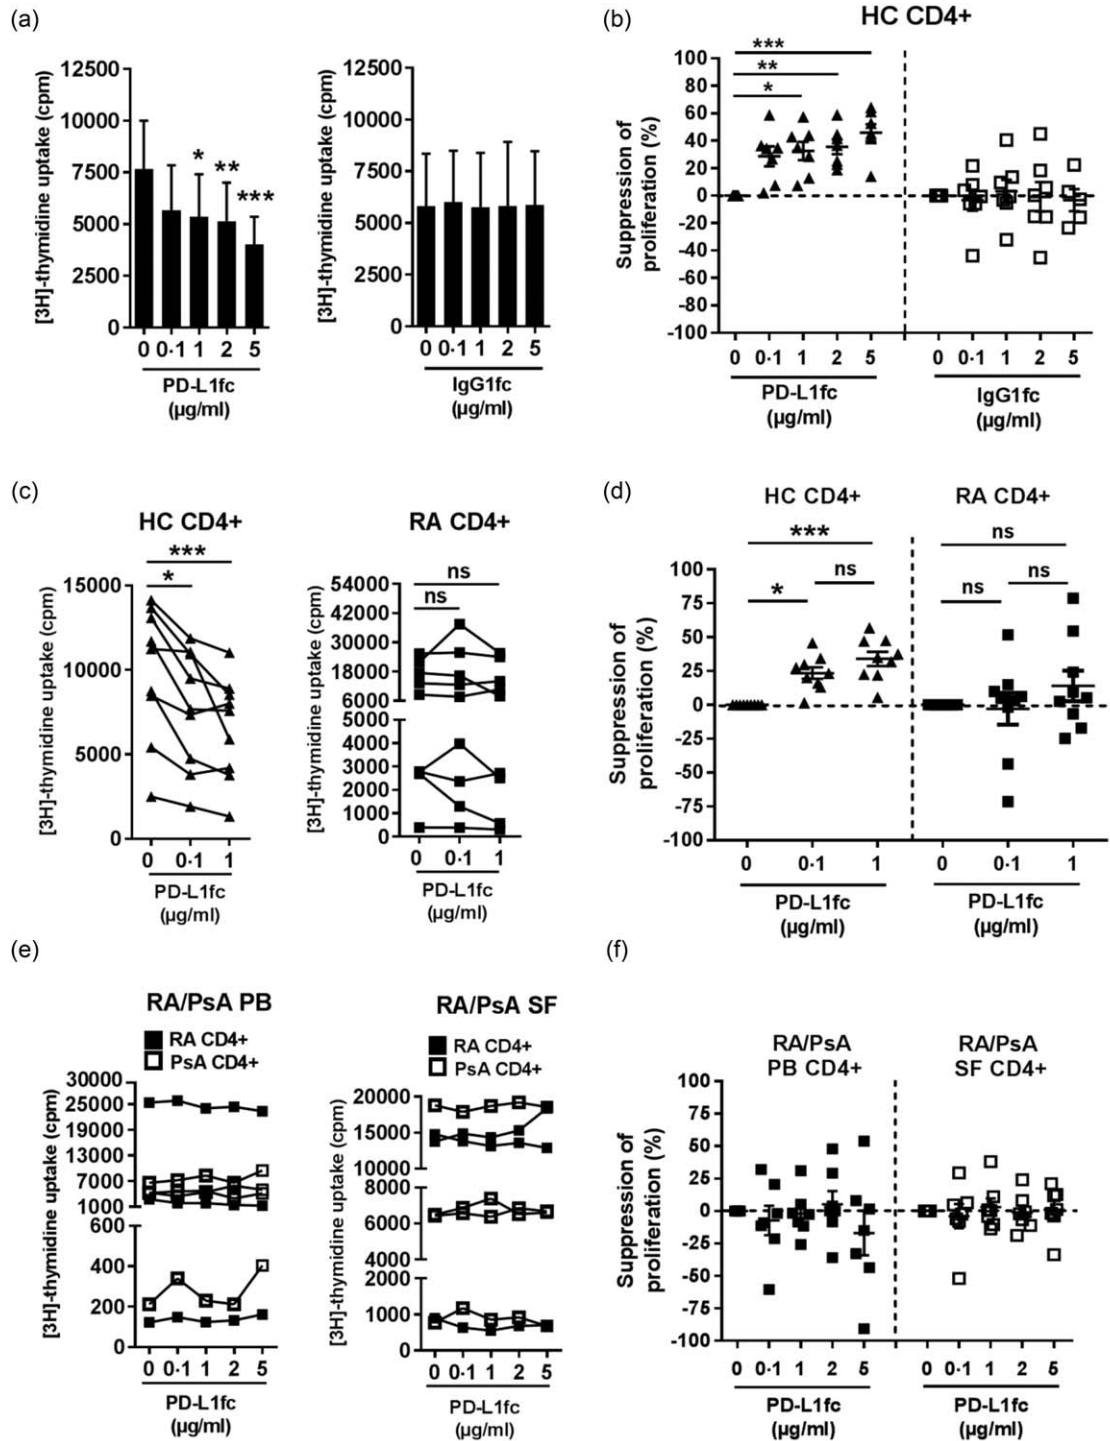 (a)
[3H]-thymidine uptake (cpm)
12500
10000
7500
5000
2500
0
*
**
***
0 0·1 1 2 5
PD-L1fc
(µg/ml)
[3H]-thymidine uptake (cpm)
12500
10000
7500
5000
2500
0
0 0·1 1 2 5
IgG1fc
(µg/ml)
(b)
HC CD4+
Suppression of
proliferation (%)
100
80
60
40
20
0
-20
-40
-60
-80
-100
***
**
*
0 0·1 1 2 5
PD-L1fc
(µg/ml)
0 0·1 1 2 5
IgG1fc
(µg/ml)
(c)
HC CD4+
***
*
[3H]-thymidine uptake (cpm)
15000
10000
5000
0
0 0·1 1
PD-L1fc
(µg/ml)
RA CD4+
ns
ns
[3H]-thymidine uptake (cpm)
54000
42000
30000
18000
6000
5000
4000
3000
2000
1000
0
0 0·1 1
PD-L1fc
(µg/ml)
(d)
HC CD4+
RA CD4+
***
*
ns
ns
ns
ns
Suppression of
proliferation (%)
100
75
50
25
0
-25
-50
-75
-100
0 0·1 1
PD-L1fc
(µg/ml)
0 0·1 1
PD-L1fc
(µg/ml)
(e)
RA/PsA PB
RA CD4+
PsA CD4+
[3H]-thymidine uptake (cpm)
30000
25000
19000
13000
7000
1000
600
400
200
0
0 0·1 1 2 5
PD-L1fc
(µg/ml)
RA/PsA SF
RA CD4+
PsA CD4+
[3H]-thymidine uptake (cpm)
20000
15000
10000
8000
6000
4000
2000
1000
0
0 0·1 1 2 5
PD-L1fc
(µg/ml)
(f)
RA/PsA
PB CD4+
RA/PsA
SF CD4+
Suppression of
proliferation (%)
100
75
50
25
0
-25
-50
-75
-100
0 0·1 1 2 5
PD-L1fc
(µg/ml)
0 0·1 1 2 5
PD-L1fc
(µg/ml)